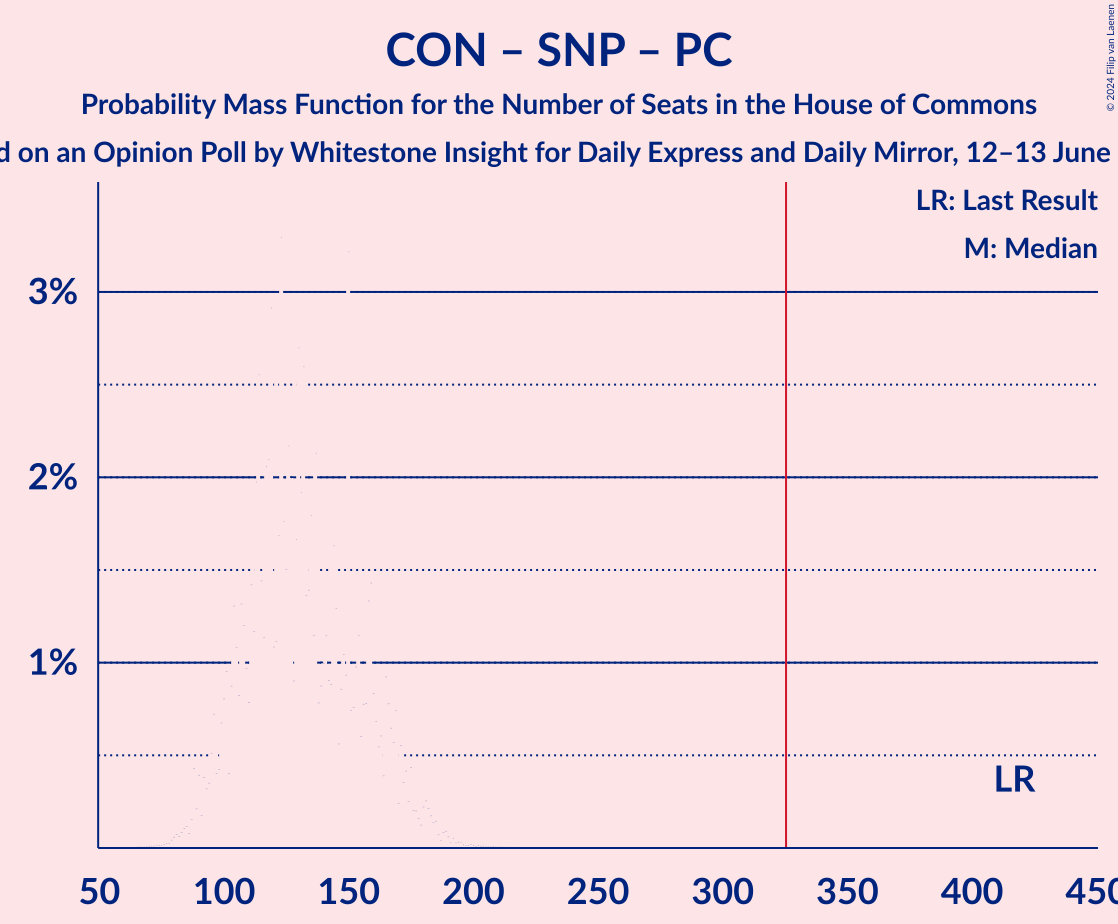 CON – SNP – PC
Probability Mass Function for the Number of Seats in the House of Commons
on an Opinion Poll by Whitestone Insight for Daily Express and Daily Mirror, 12–13 June
© 2024 Filip van Laenen
LR: Last Result
M: Median
3%
2%
1%
LR
50 100 150 200 250 300 350 400 450